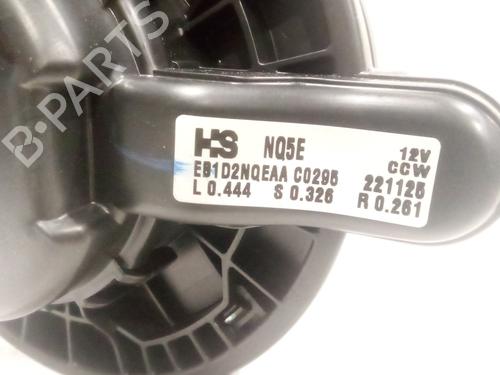 B-PARTS
HS NQ5E 12V
CCW
EB1D2NQEAA C0295 221125
L 0.444 S 0.326 R 0.261